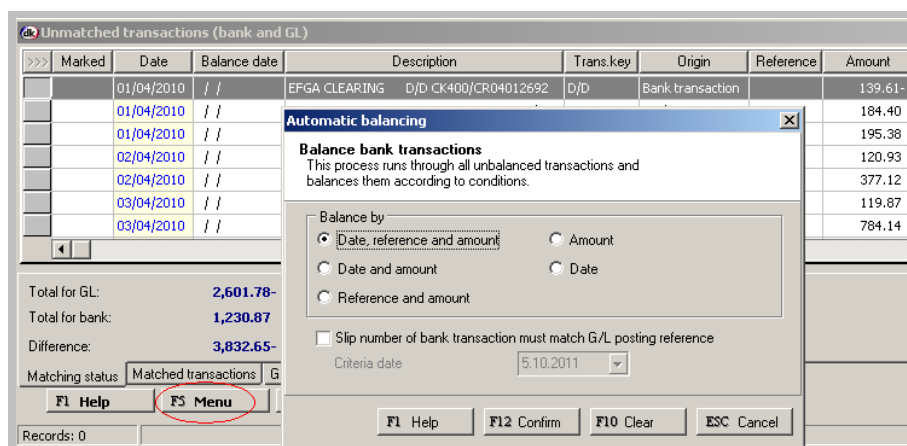 dk Unmatched transactions (bank and GL)
>>> Marked Date Balance date Description Trans.key Origin Reference Amount
01/04/2010 / / EFGA CLEARING D/D CK400/CR04012692 D/D Bank transaction 139.61-
01/04/2010 / / 184.40
01/04/2010 / / 195.38
02/04/2010 / / 120.93
02/04/2010 / / 377.12
03/04/2010 / / 119.87
03/04/2010 / / 784.14
Automatic balancing
Balance bank transactions
This process runs through all unbalanced transactions and
balances them according to conditions.
Balance by
Date, reference and amount Amount
Date and amount Date
Reference and amount
Slip number of bank transaction must match G/L posting reference
Criteria date 5.10.2011
F1 Help F12 Confirm F10 Clear ESC Cancel
Total for GL: 2,601.78-
Total for bank: 1,230.87
Difference: 3,832.65-
Matching status Matched transactions G
F1 Help F5 Menu
Records: 0